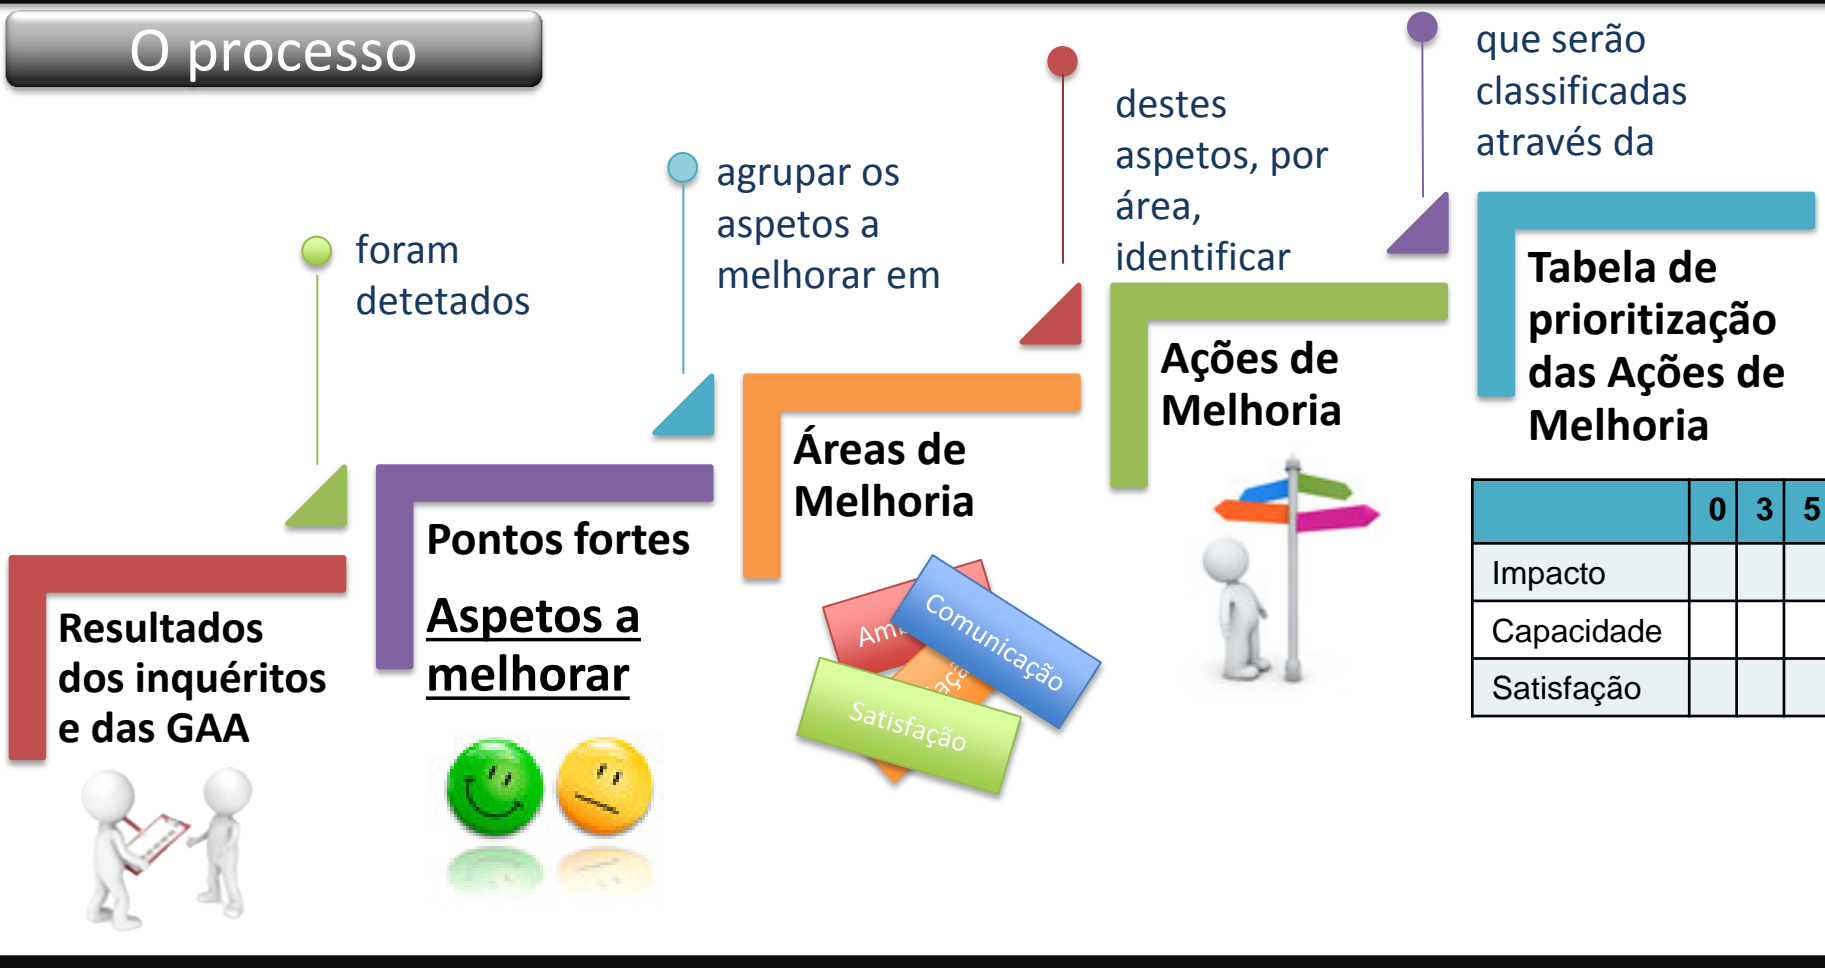 O processo
Resultados
dos inquéritos
e das GAA
foram
detetados
Pontos fortes
Aspetos a
melhorar
agrupar os
aspetos a
melhorar em
Áreas de
Melhoria
Comunicação
Satisfação
destes
aspetos, por
área,
identificar
Ações de
Melhoria
que serão
classificadas
através da
Tabela de
prioritização
das Ações de
Melhoria
0 3 5
Impacto
Capacidade
Satisfação